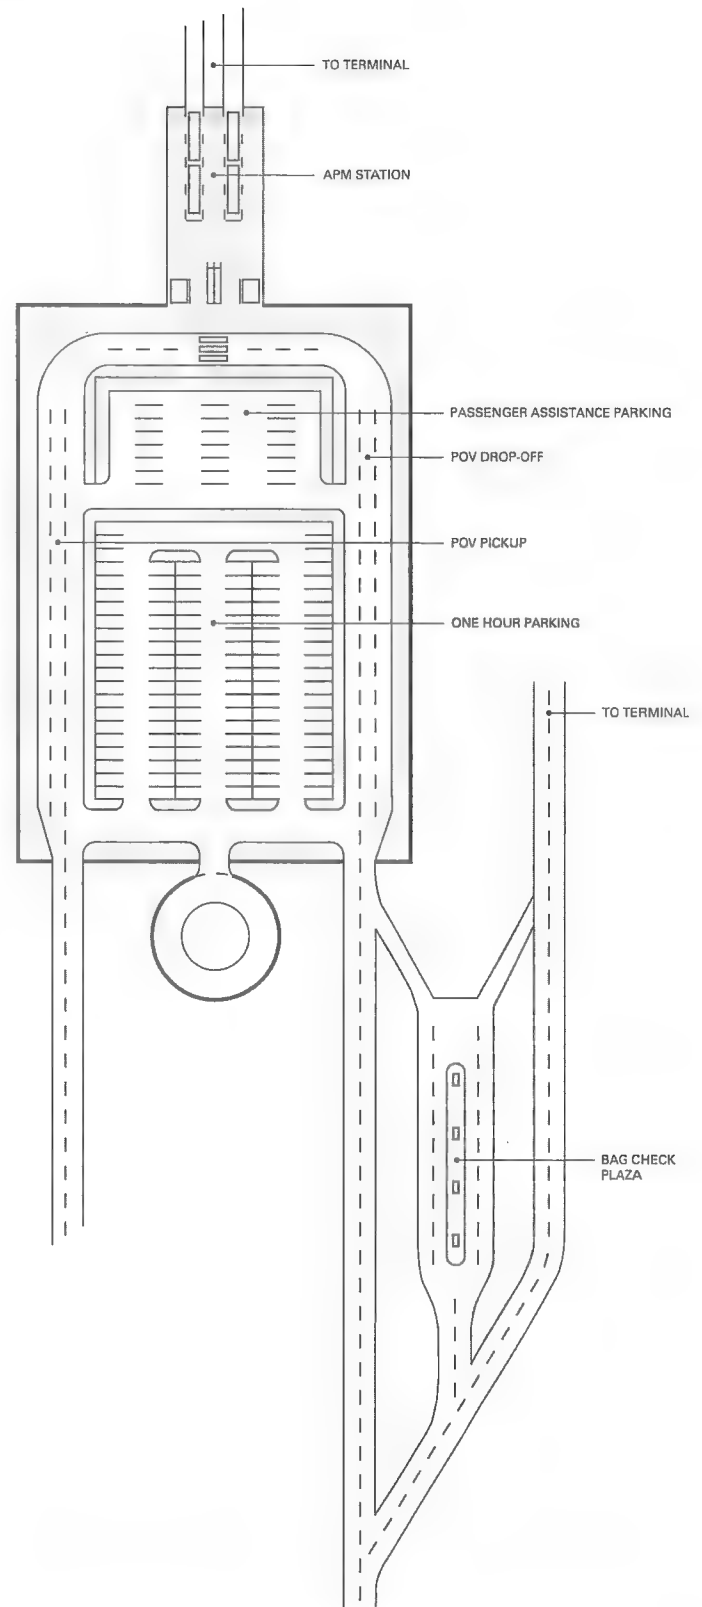 TO TERMINAL
APM STATION
PASSENGER ASSISTANCE PARKING
POV DROP-OFF
POV PICKUP
ONE HOUR PARKING
TO TERMINAL
BAG CHECK
PLAZA